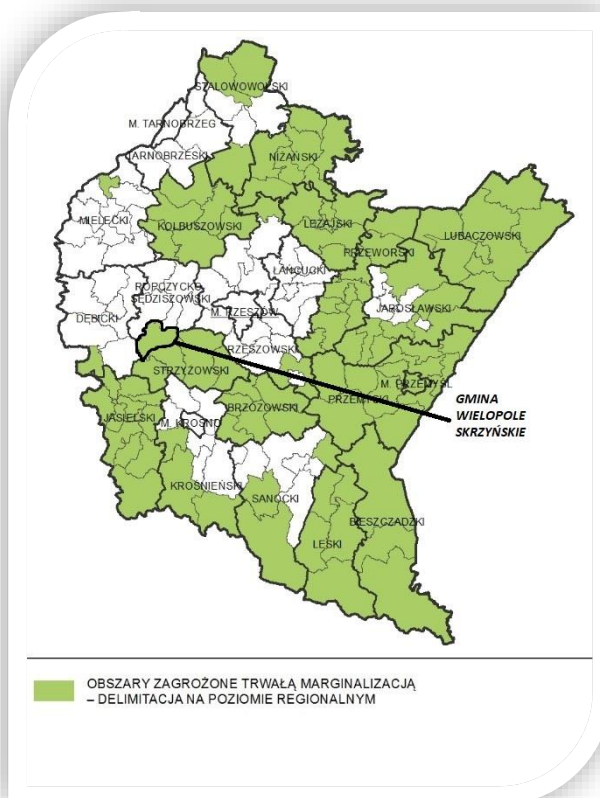 STALOWOWOLSKI
M. TARNOBRZEG
TARNOBRZESKI
NIŻAŃSKI
MIELECKI
KOLBUSZOWSKI
LEŻAJSKI
LUBACZOWSKI
PRZEWORSKI
ROPCZYCKO
SĘDZISZOWSKI
ŁAŃCUCKI
DĘBICKI
M. RZESZÓW
JAROSŁAWSKI
RZESZOWSKI
STRZYŻOWSKI
M. PRZEMYŚL
PRZEMYSKI
GMINA
WIELOPOLE
SKRZYŃSKIE
JASIELSKI
M. KROSNO
BRZOZOWSKI
KROŚNIEŃSKI
SANOCKI
BIESZCZADZKI
LESKI
OBSZARY ZAGROŻONE TRWAŁĄ MARGINALIZACJĄ
– DELIMITACJA NA POZIOMIE REGIONALNYM